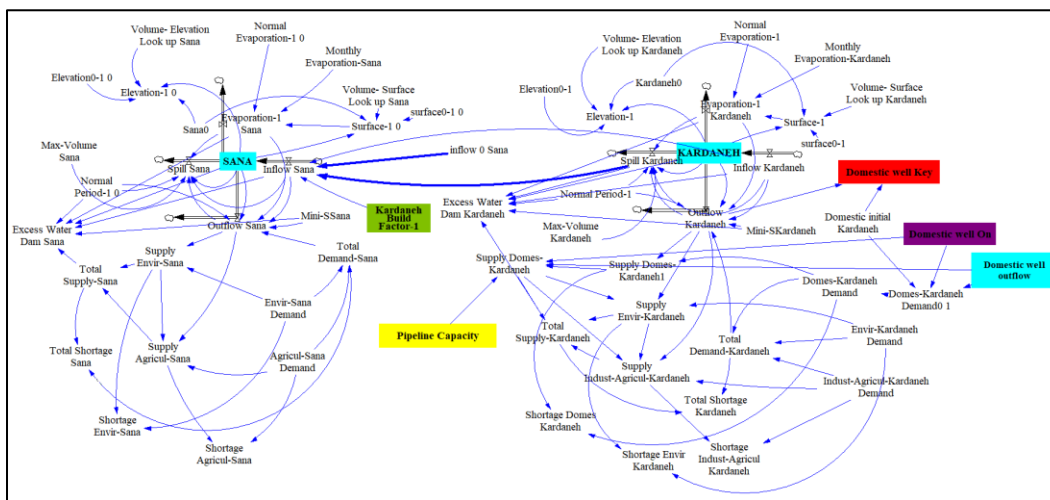 Volume- Elevation
Look up Sana
Normal
Evaporation-1 0
Monthly
Evaporation-Sana
Elevation0-1 0
Elevation-1 0
Sana0
Evaporation-1
Sana
Volume- Surface
Look up Sana
surface0-1 0
Surface-1 0
Max-Volume
Sana
Spill Sana
SANA
Inflow Sana
inflow 0 Sana
Normal
Period-1 0
Kardaneh
Build
Factor-1
Mini-SSana
Outflow Sana
Excess Water
Dam Sana
Supply
Envir-Sana
Total
Demand-Sana
Total
Supply-Sana
Envir-Sana
Demand
Total Shortage
Sana
Supply
Agricul-Sana
Agricul-Sana
Demand
Shortage
Envir-Sana
Shortage
Agricul-Sana
Volume- Elevation
Look up Kardaneh
Normal
Evaporation-1
Monthly
Evaporation-Kardaneh
Kardaneh0
Elevation0-1
Elevation-1
Evaporation-1
Kardaneh
Volume- Surface
Look up Kardaneh
Surface-1
surface0-1
Spill Kardaneh
KARDANEH
Inflow Kardaneh
Domestic well Key
Normal Period-1
Excess Water
Dam Kardaneh
Max-Volume
Kardaneh
Outflow
Kardaneh
Mini-SKardaneh
Domestic initial
Kardaneh
Domestic well On
Supply Domes-
Kardaneh
Supply Domes-
Kardaneh1
Domestic well
outflow
Domes-Kardaneh
Demand
Domes-Kardaneh
Demand0 1
Pipeline Capacity
Supply
Envir-Kardaneh
Total
Supply-Kardaneh
Total
Demand-Kardaneh
Envir-Kardaneh
Demand
Supply
Indust-Agricul-Kardaneh
Indust-Agricul-Kardaneh
Demand
Total Shortage
Kardaneh
Shortage Domes
Kardaneh
Shortage
Indust-Agricul
Kardaneh
Shortage Envir
Kardaneh